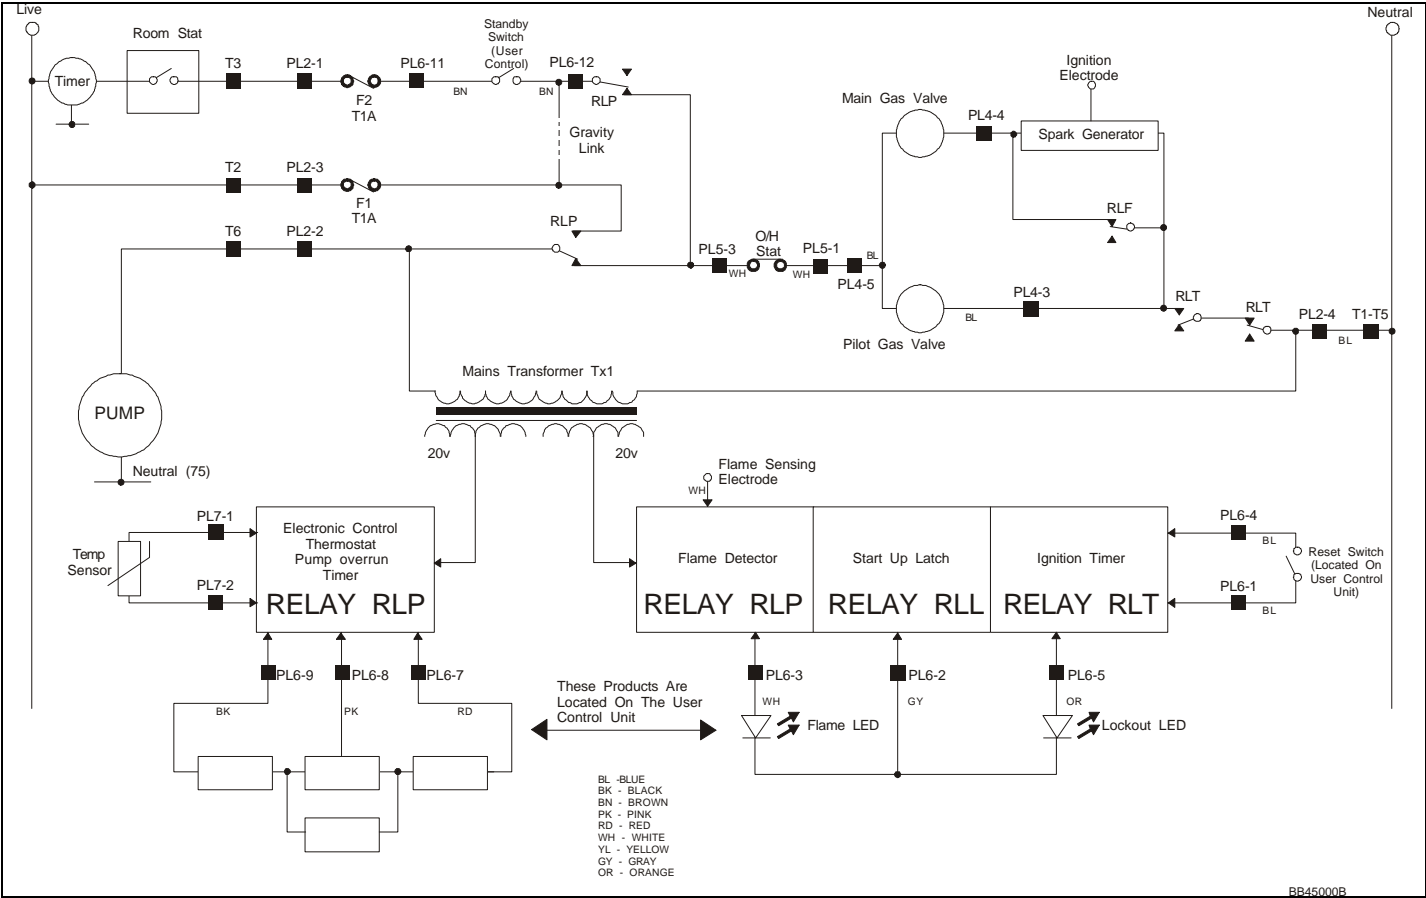 Live
Neutral
Room Stat
Standby
Switch
(User
Control)
Timer
T3
PL2-1
F2
T1A
PL6-11
BN
BN
PL6-12
RLP
Gravity
Link
Ignition
Electrode
Main Gas Valve
PL4-4
Spark Generator
RLF
T2
PL2-3
F1
T1A
RLP
T6
PL2-2
PL5-3
WH
O/H
Stat
WH
PL5-1
PL4-5
BL
Pilot Gas Valve
BL
PL4-3
RLT
RLT
PL2-4
BL
T1-T5
Mains Transformer Tx1
20v
20v
PUMP
Neutral (75)
Flame Sensing
Electrode
WH
PL7-1
Temp
Sensor
PL7-2
Electronic Control
Thermostat
Pump overrun
Timer
RELAY RLP
Flame Detector
RELAY RLP
Start Up Latch
RELAY RLL
Ignition Timer
RELAY RLT
PL6-4
BL
Reset Switch
(Located On
User Control
Unit)
PL6-1
BL
PL6-9
PL6-8
PL6-7
BK
PK
RD
These Products Are
Located On The User
Control Unit
PL6-3
WH
Flame LED
PL6-2
GY
PL6-5
OR
Lockout LED
BL -BLUE
BK - BLACK
BN - BROWN
PK - PINK
RD - RED
WH - WHITE
YL - YELLOW
GY - GRAY
OR - ORANGE
BB45000B